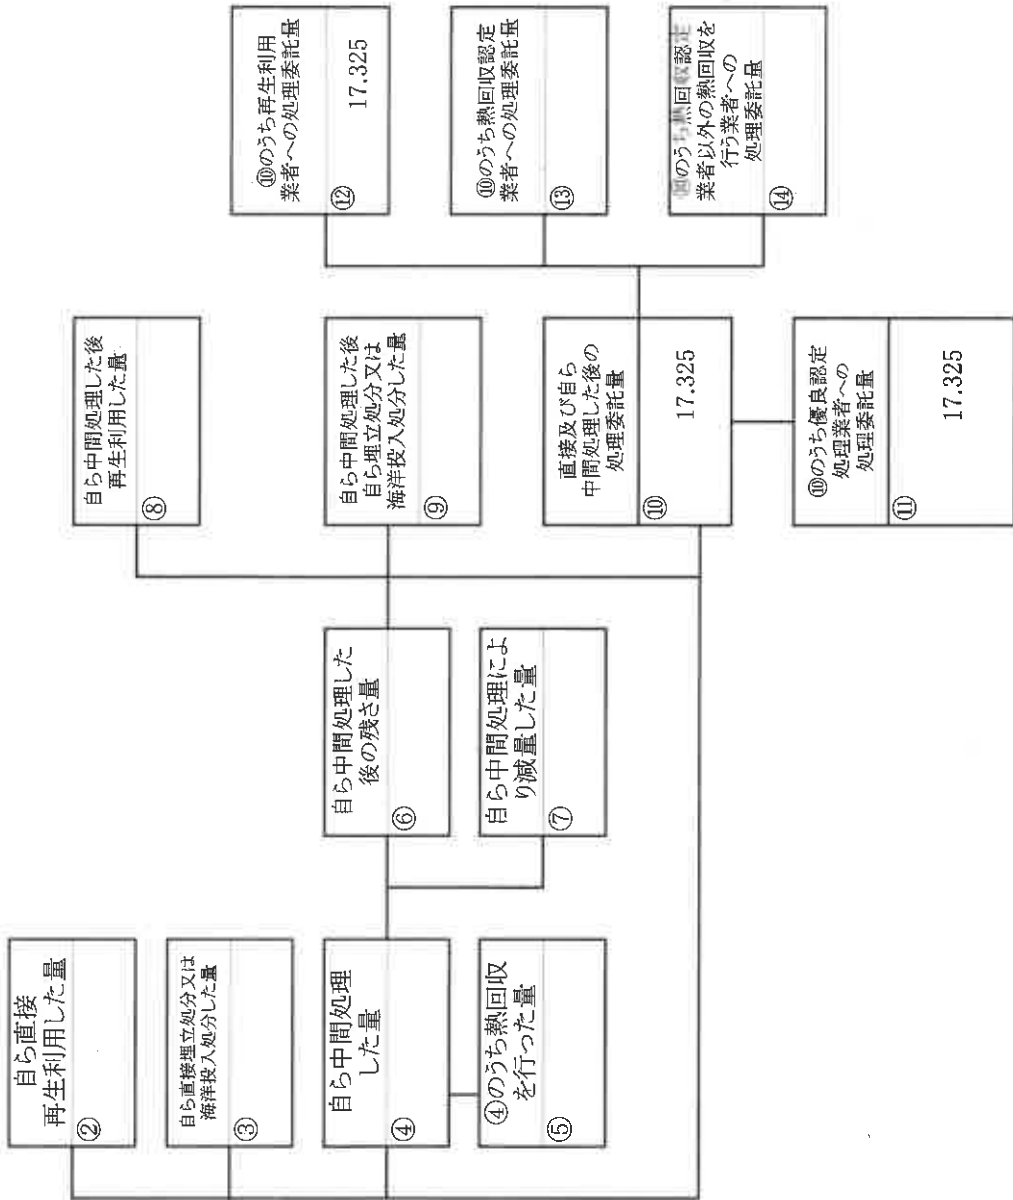 自ら直接
再生利用した量
②
自ら直接埋立処分又は
海洋投入処分した量
③
自ら中間処理
した量
④
④のうち熱回収
を行った量
⑤
自ら中間処理した
後の残さ量
⑥
自ら中間処理によ
り減量した量
⑦
自ら中間処理した後
再生利用した量
⑧
自ら中間処理した後
自ら埋立処分又は
海洋投入処分した量
⑨
直接及び自ら
中間処理した後の
処理委託量
⑩
17.325
⑩のうち優良認定
処理業者への
処理委託量
⑪
17.325
⑩のうち再生利用
業者への処理委託量
⑫
17.325
⑩のうち熱回収認定
業者への処理委託量
⑬
⑩のうち熱回収認定
業者以外の熱回収を
行う業者への
処理委託量
⑭